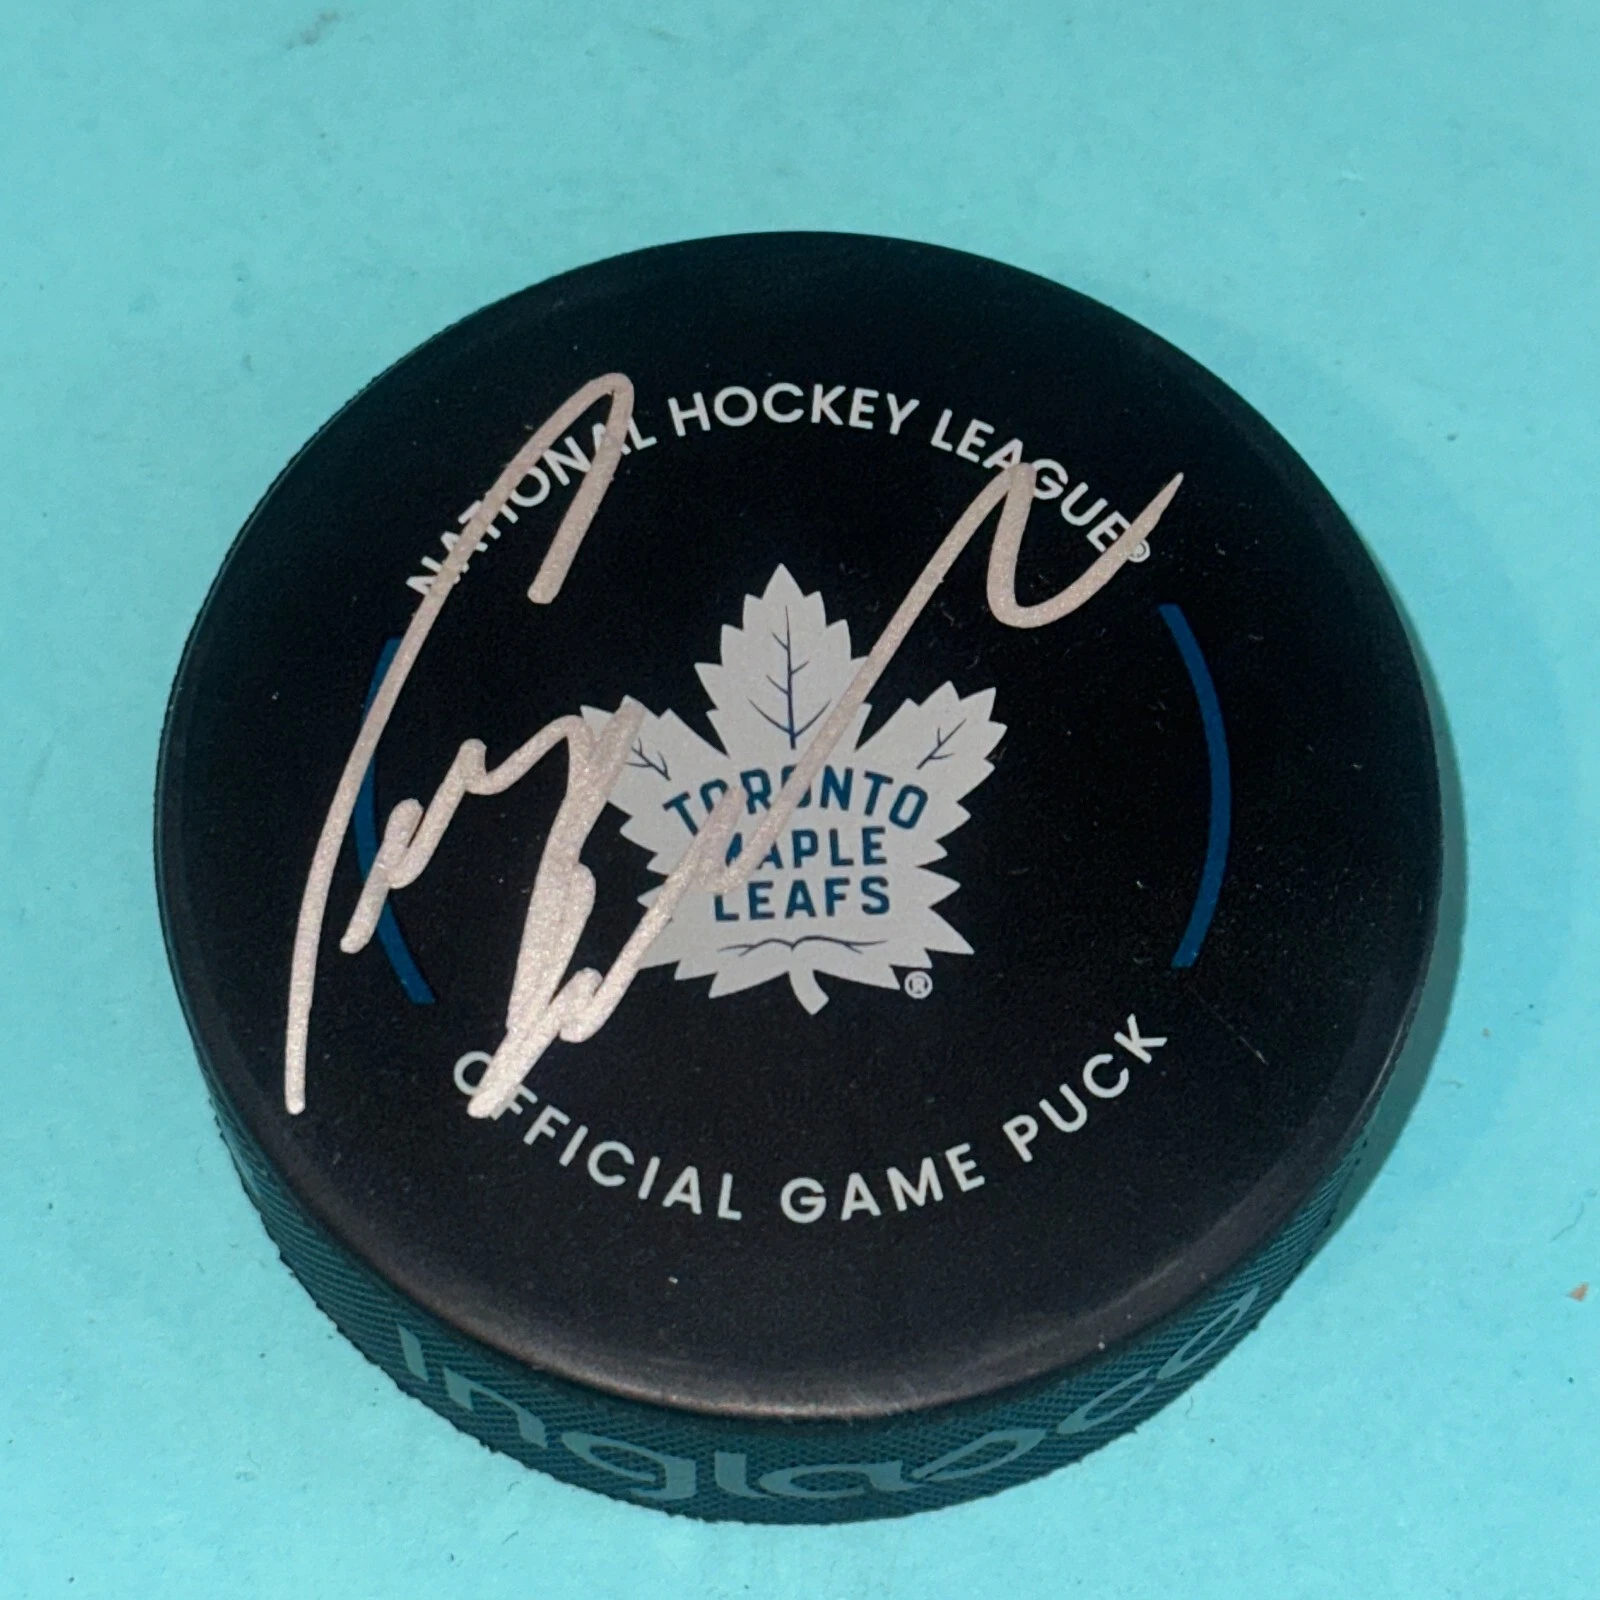 NATIONAL HOCKEY LEAGUE®
TORONTO
MAPLE
LEAFS
®
OFFICIAL GAME PUCK
Inglasco